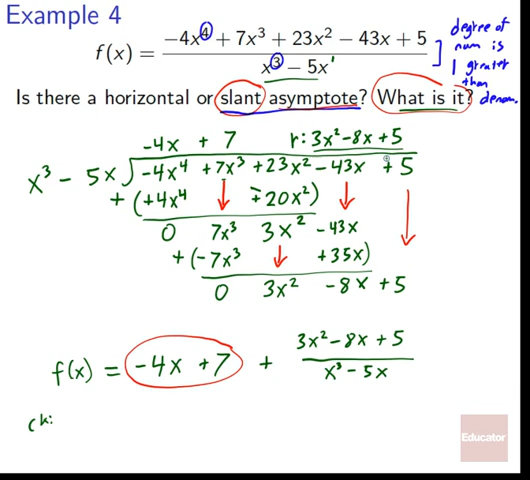 Example 4
f(x) = (−4x⁴ + 7x³ + 23x² − 43x + 5) / (x³ − 5x¹) ] degree of num is 1 greater than denom.
Is there a horizontal or slant asymptote? What is it?
-4x + 7 r: 3x²-8x+5
x³ - 5x ) -4x⁴ +7x³ +23x² -43x +5
+(+4x⁴ -20x²)
0 7x³ 3x² -43x
+(-7x³ +35x)
0 3x² -8x +5
f(x) = -4x +7 + (3x²-8x+5) / (x³-5x)
ck:
Educator